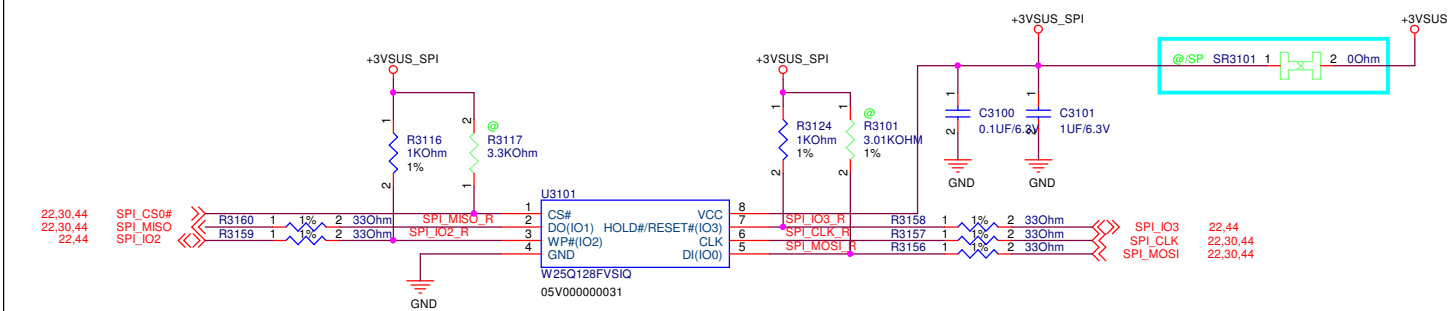 +3VSUS_SPI
+3VSUS
+3VSUS_SPI
+3VSUS_SPI
@/SP SR3101 1 2 0Ohm
1
2
@
R3116
1KOhm
1%
R3117
3.3KOhm
2
1
1
2
R3124
1KOhm
1%
@
R3101
3.01KOHM
1%
1
2
1
2
C3100
0.1UF/6.3V
1
2
C3101
1UF/6.3V
GND
GND
U3101
22,30,44 SPI_CS0# 1 CS# VCC 8
22,30,44 SPI_MISO R3160 1 1% 2 33Ohm SPI_MISO_R 2 DO(IO1) HOLD#/RESET#(IO3) 7 SPI_IO3_R R3158 1 1% 2 33Ohm SPI_IO3 22,44
22,44 SPI_IO2 R3159 1 1% 2 33Ohm SPI_IO2_R 3 WP#(IO2) CLK 6 SPI_CLK_R R3157 1 1% 2 33Ohm SPI_CLK 22,30,44
4 GND DI(IO0) 5 SPI_MOSI_R R3156 1 1% 2 33Ohm SPI_MOSI 22,30,44
W25Q128FVSIQ
05V000000031
GND